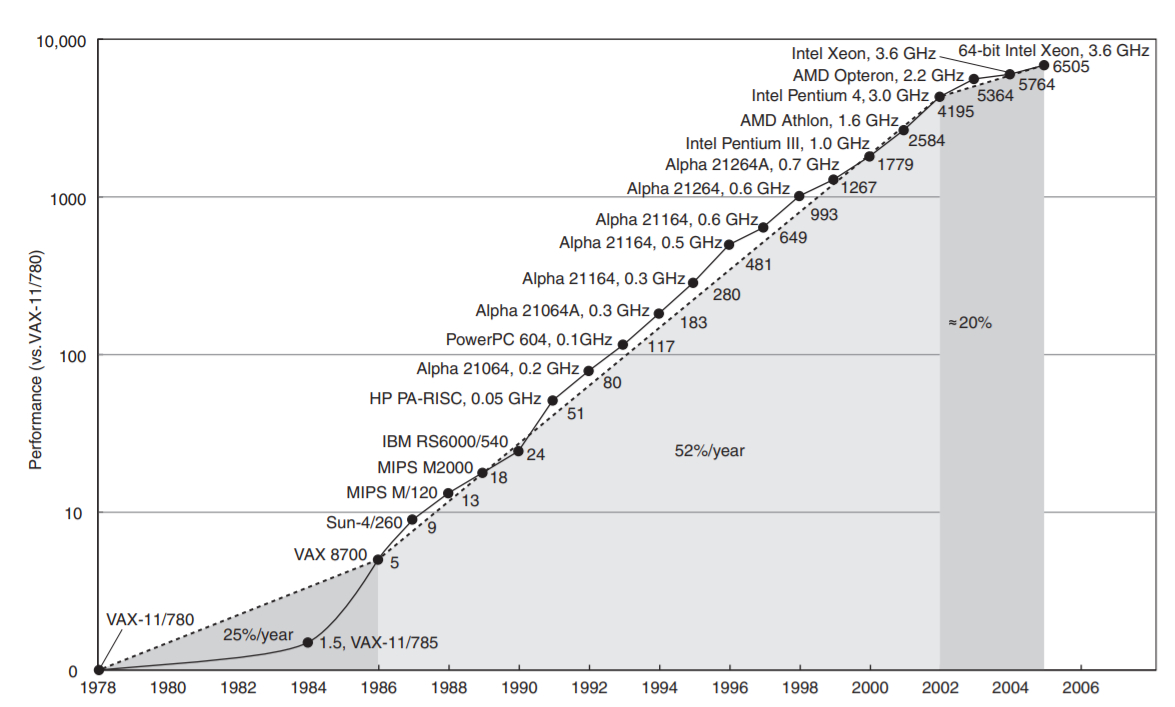 10,000
1000
100
10
0
Performance (vs. VAX-11/780)
Intel Xeon, 3.6 GHz
64-bit Intel Xeon, 3.6 GHz
6505
AMD Opteron, 2.2 GHz
5764
5364
Intel Pentium 4, 3.0 GHz
4195
AMD Athlon, 1.6 GHz
2584
Intel Pentium III, 1.0 GHz
1779
Alpha 21264A, 0.7 GHz
1267
Alpha 21264, 0.6 GHz
993
Alpha 21164, 0.6 GHz
649
Alpha 21164, 0.5 GHz
481
Alpha 21164, 0.3 GHz
280
Alpha 21064A, 0.3 GHz
183
PowerPC 604, 0.1GHz
117
Alpha 21064, 0.2 GHz
80
HP PA-RISC, 0.05 GHz
51
IBM RS6000/540
24
MIPS M2000
18
MIPS M/120
13
Sun-4/260
9
VAX 8700
5
VAX-11/780
25%/year
1.5, VAX-11/785
52%/year
≈20%
1978 1980 1982 1984 1986 1988 1990 1992 1994 1996 1998 2000 2002 2004 2006